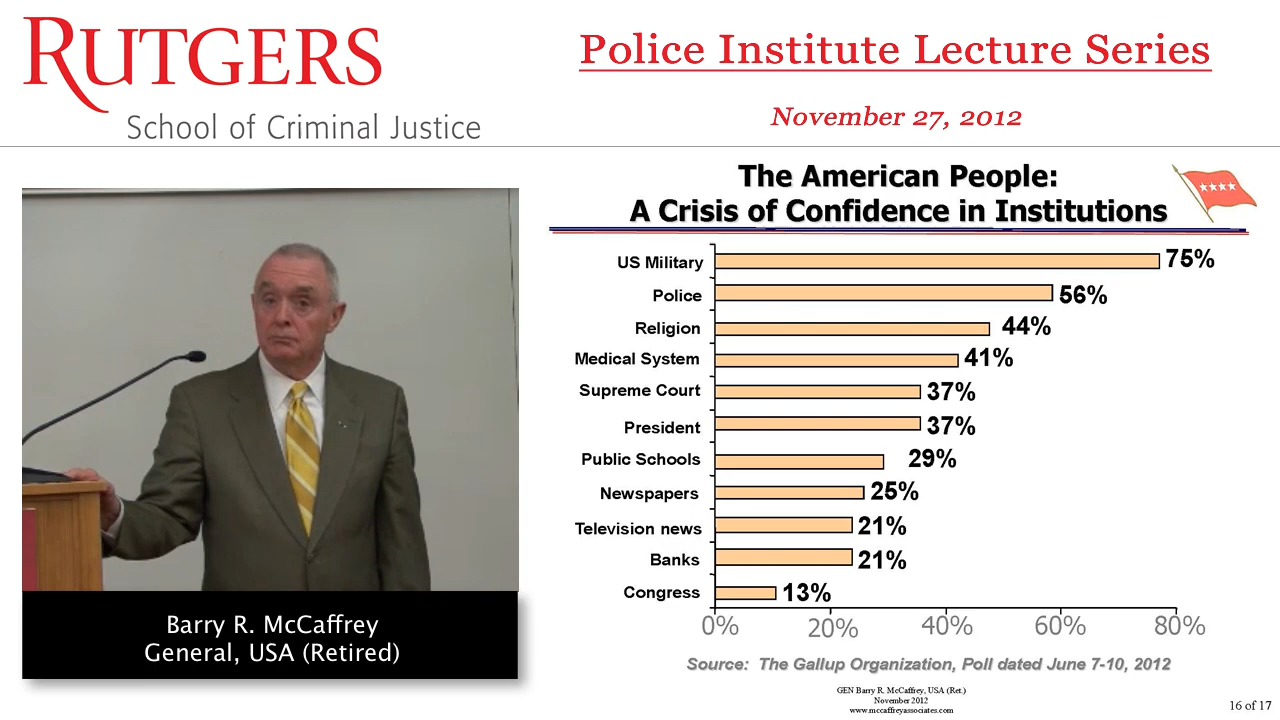 RUTGERS
School of Criminal Justice
Police Institute Lecture Series
November 27, 2012
Barry R. McCaffrey
General, USA (Retired)
The American People:
A Crisis of Confidence in Institutions
US Military 75%
Police 56%
Religion 44%
Medical System 41%
Supreme Court 37%
President 37%
Public Schools 29%
Newspapers 25%
Television news 21%
Banks 21%
Congress 13%
0% 20% 40% 60% 80%
Source: The Gallup Organization, Poll dated June 7-10, 2012
GEN Barry R. McCaffrey, USA (Ret.)
November 2012
www.mccaffreyassociates.com
16 of 17